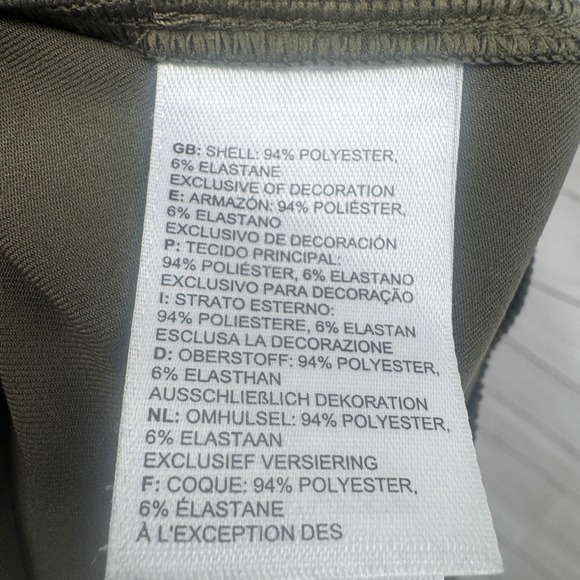 GB: SHELL: 94% POLYESTER,
6% ELASTANE
EXCLUSIVE OF DECORATION
E: ARMAZÓN: 94% POLIÉSTER,
6% ELASTANO
EXCLUSIVO DE DECORACIÓN
P: TECIDO PRINCIPAL:
94% POLIÉSTER, 6% ELASTANO
EXCLUSIVO PARA DECORAÇÃO
I: STRATO ESTERNO:
94% POLIESTERE, 6% ELASTAN
ESCLUSA LA DECORAZIONE
D: OBERSTOFF: 94% POLYESTER,
6% ELASTHAN
AUSSCHLIEßLICH DEKORATION
NL: OMHULSEL: 94% POLYESTER,
6% ELASTAAN
EXCLUSIEF VERSIERING
F: COQUE: 94% POLYESTER,
6% ÉLASTANE
À L'EXCEPTION DES